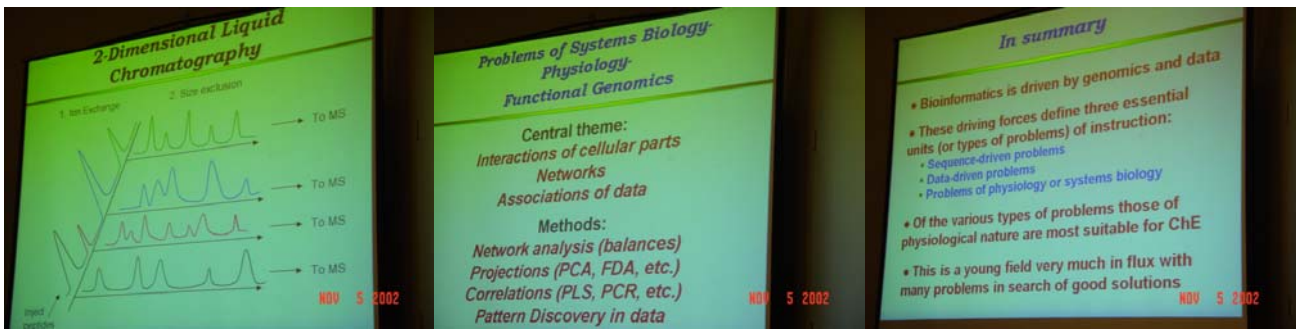 2-Dimensional Liquid
Chromatography
1. Ion Exchange
2. Size exclusion
To MS
To MS
To MS
To MS
Inject
peptides
NOV 5 2002
Problems of Systems Biology-
Physiology-
Functional Genomics
Central theme:
Interactions of cellular parts
Networks
Associations of data
Methods:
Network analysis (balances)
Projections (PCA, FDA, etc.)
Correlations (PLS, PCR, etc.)
Pattern Discovery in data
NOV 5 2002
In summary
• Bioinformatics is driven by genomics and data
• These driving forces define three essential
units (or types of problems) of instruction:
• Sequence-driven problems
• Data-driven problems
• Problems of physiology or systems biology
• Of the various types of problems those of
physiological nature are most suitable for ChE
• This is a young field very much in flux with
many problems in search of good solutions
NOV 5 2002